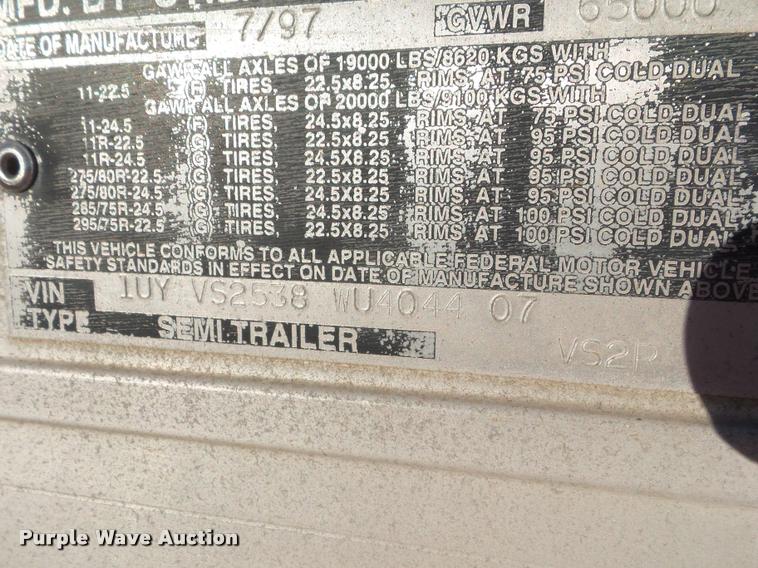 MFD. BY
7/97 GVWR 65000
DATE OF MANUFACTURE
GAWR ALL AXLES OF 19000 LBS/8620 KGS WITH
11-22.5 (F) TIRES, 22.5x8.25 RIMS, AT 75 PSI COLD DUAL
GAWR ALL AXLES OF 20000 LBS/9100 KGS WITH
11-24.5 (F) TIRES, 24.5x8.25 RIMS, AT 75 PSI COLD DUAL
11R-22.5 (G) TIRES, 22.5x8.25 RIMS, AT 95 PSI COLD DUAL
11R-24.5 (G) TIRES, 24.5x8.25 RIMS, AT 95 PSI COLD DUAL
275/80R-22.5 (G) TIRES, 22.5x8.25 RIMS, AT 95 PSI COLD DUAL
275/80R-24.5 (G) TIRES, 24.5x8.25 RIMS, AT 95 PSI COLD DUAL
285/75R-24.5 (G) TIRES, 24.5x8.25 RIMS, AT 100 PSI COLD DUAL
295/75R-22.5 (G) TIRES, 22.5x8.25 RIMS, AT 100 PSI COLD DUAL
THIS VEHICLE CONFORMS TO ALL APPLICABLE FEDERAL MOTOR VEHICLE
SAFETY STANDARDS IN EFFECT ON DATE OF MANUFACTURE SHOWN ABOVE
VIN 1UY VS2538 WU4044 07
TYPE SEMI TRAILER VS2P
Purple Wave Auction